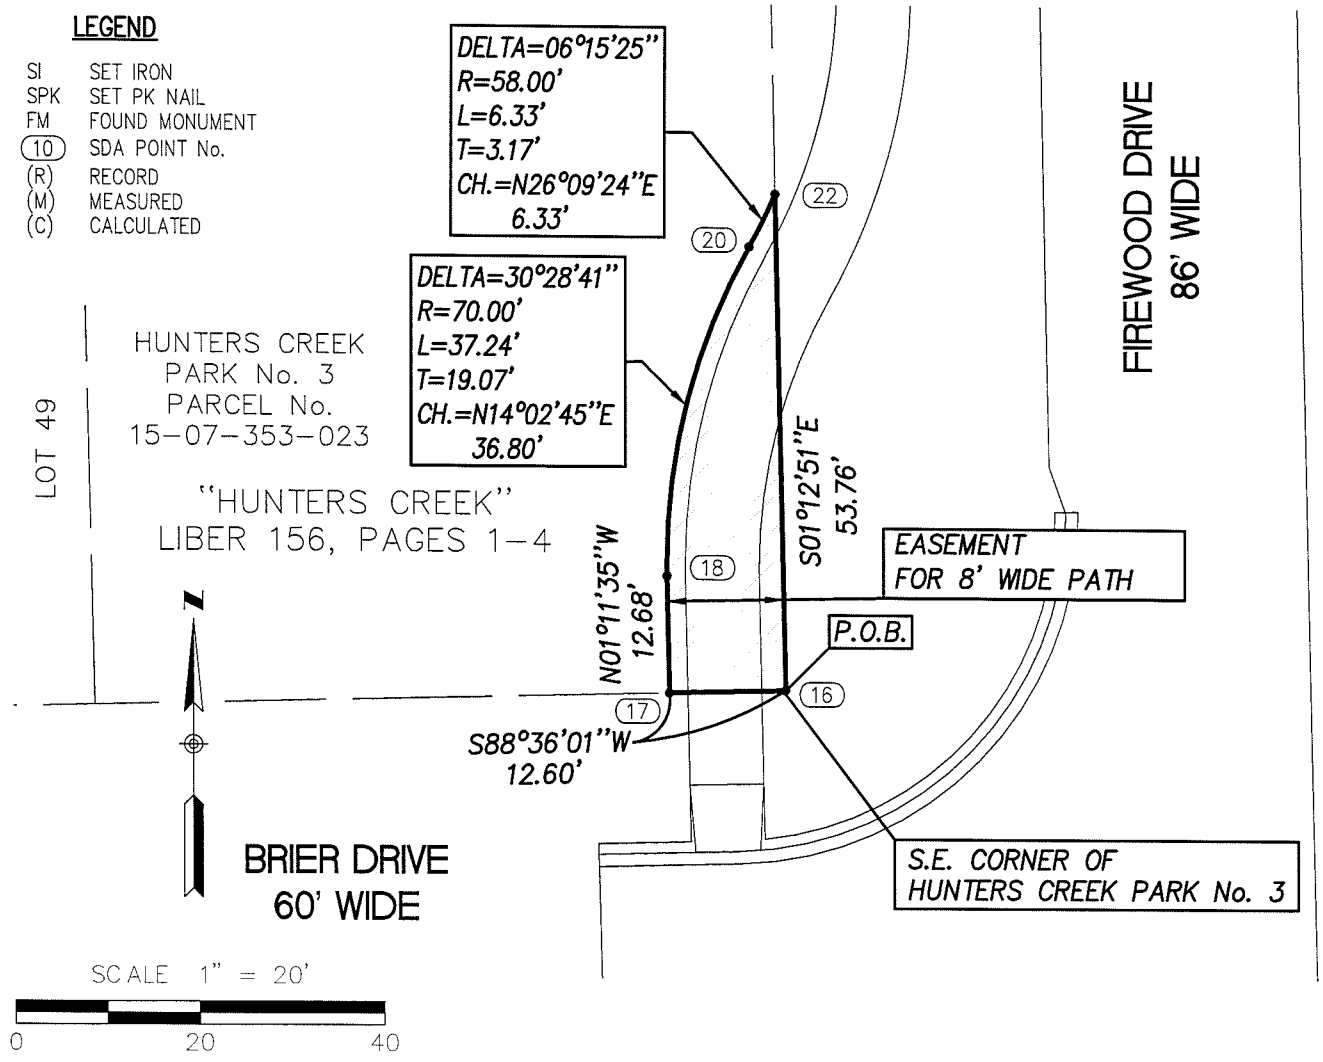 LEGEND
SI SET IRON
SPK SET PK NAIL
FM FOUND MONUMENT
10 SDA POINT No.
(R) RECORD
(M) MEASURED
(C) CALCULATED
DELTA=06°15'25"
R=58.00'
L=6.33'
T=3.17'
CH.=N26°09'24"E
6.33'
22
20
FIREWOOD DRIVE
86' WIDE
DELTA=30°28'41"
R=70.00'
L=37.24'
T=19.07'
CH.=N14°02'45"E
36.80'
HUNTERS CREEK
PARK No. 3
PARCEL No.
15-07-353-023
LOT 49
"HUNTERS CREEK"
LIBER 156, PAGES 1-4
S01°12'51"E
53.76'
N01°11'35"W
12.68'
18
EASEMENT
FOR 8' WIDE PATH
P.O.B.
N
17
16
S88°36'01"W
12.60'
BRIER DRIVE
60' WIDE
S.E. CORNER OF
HUNTERS CREEK PARK No. 3
SCALE 1" = 20'
0 20 40